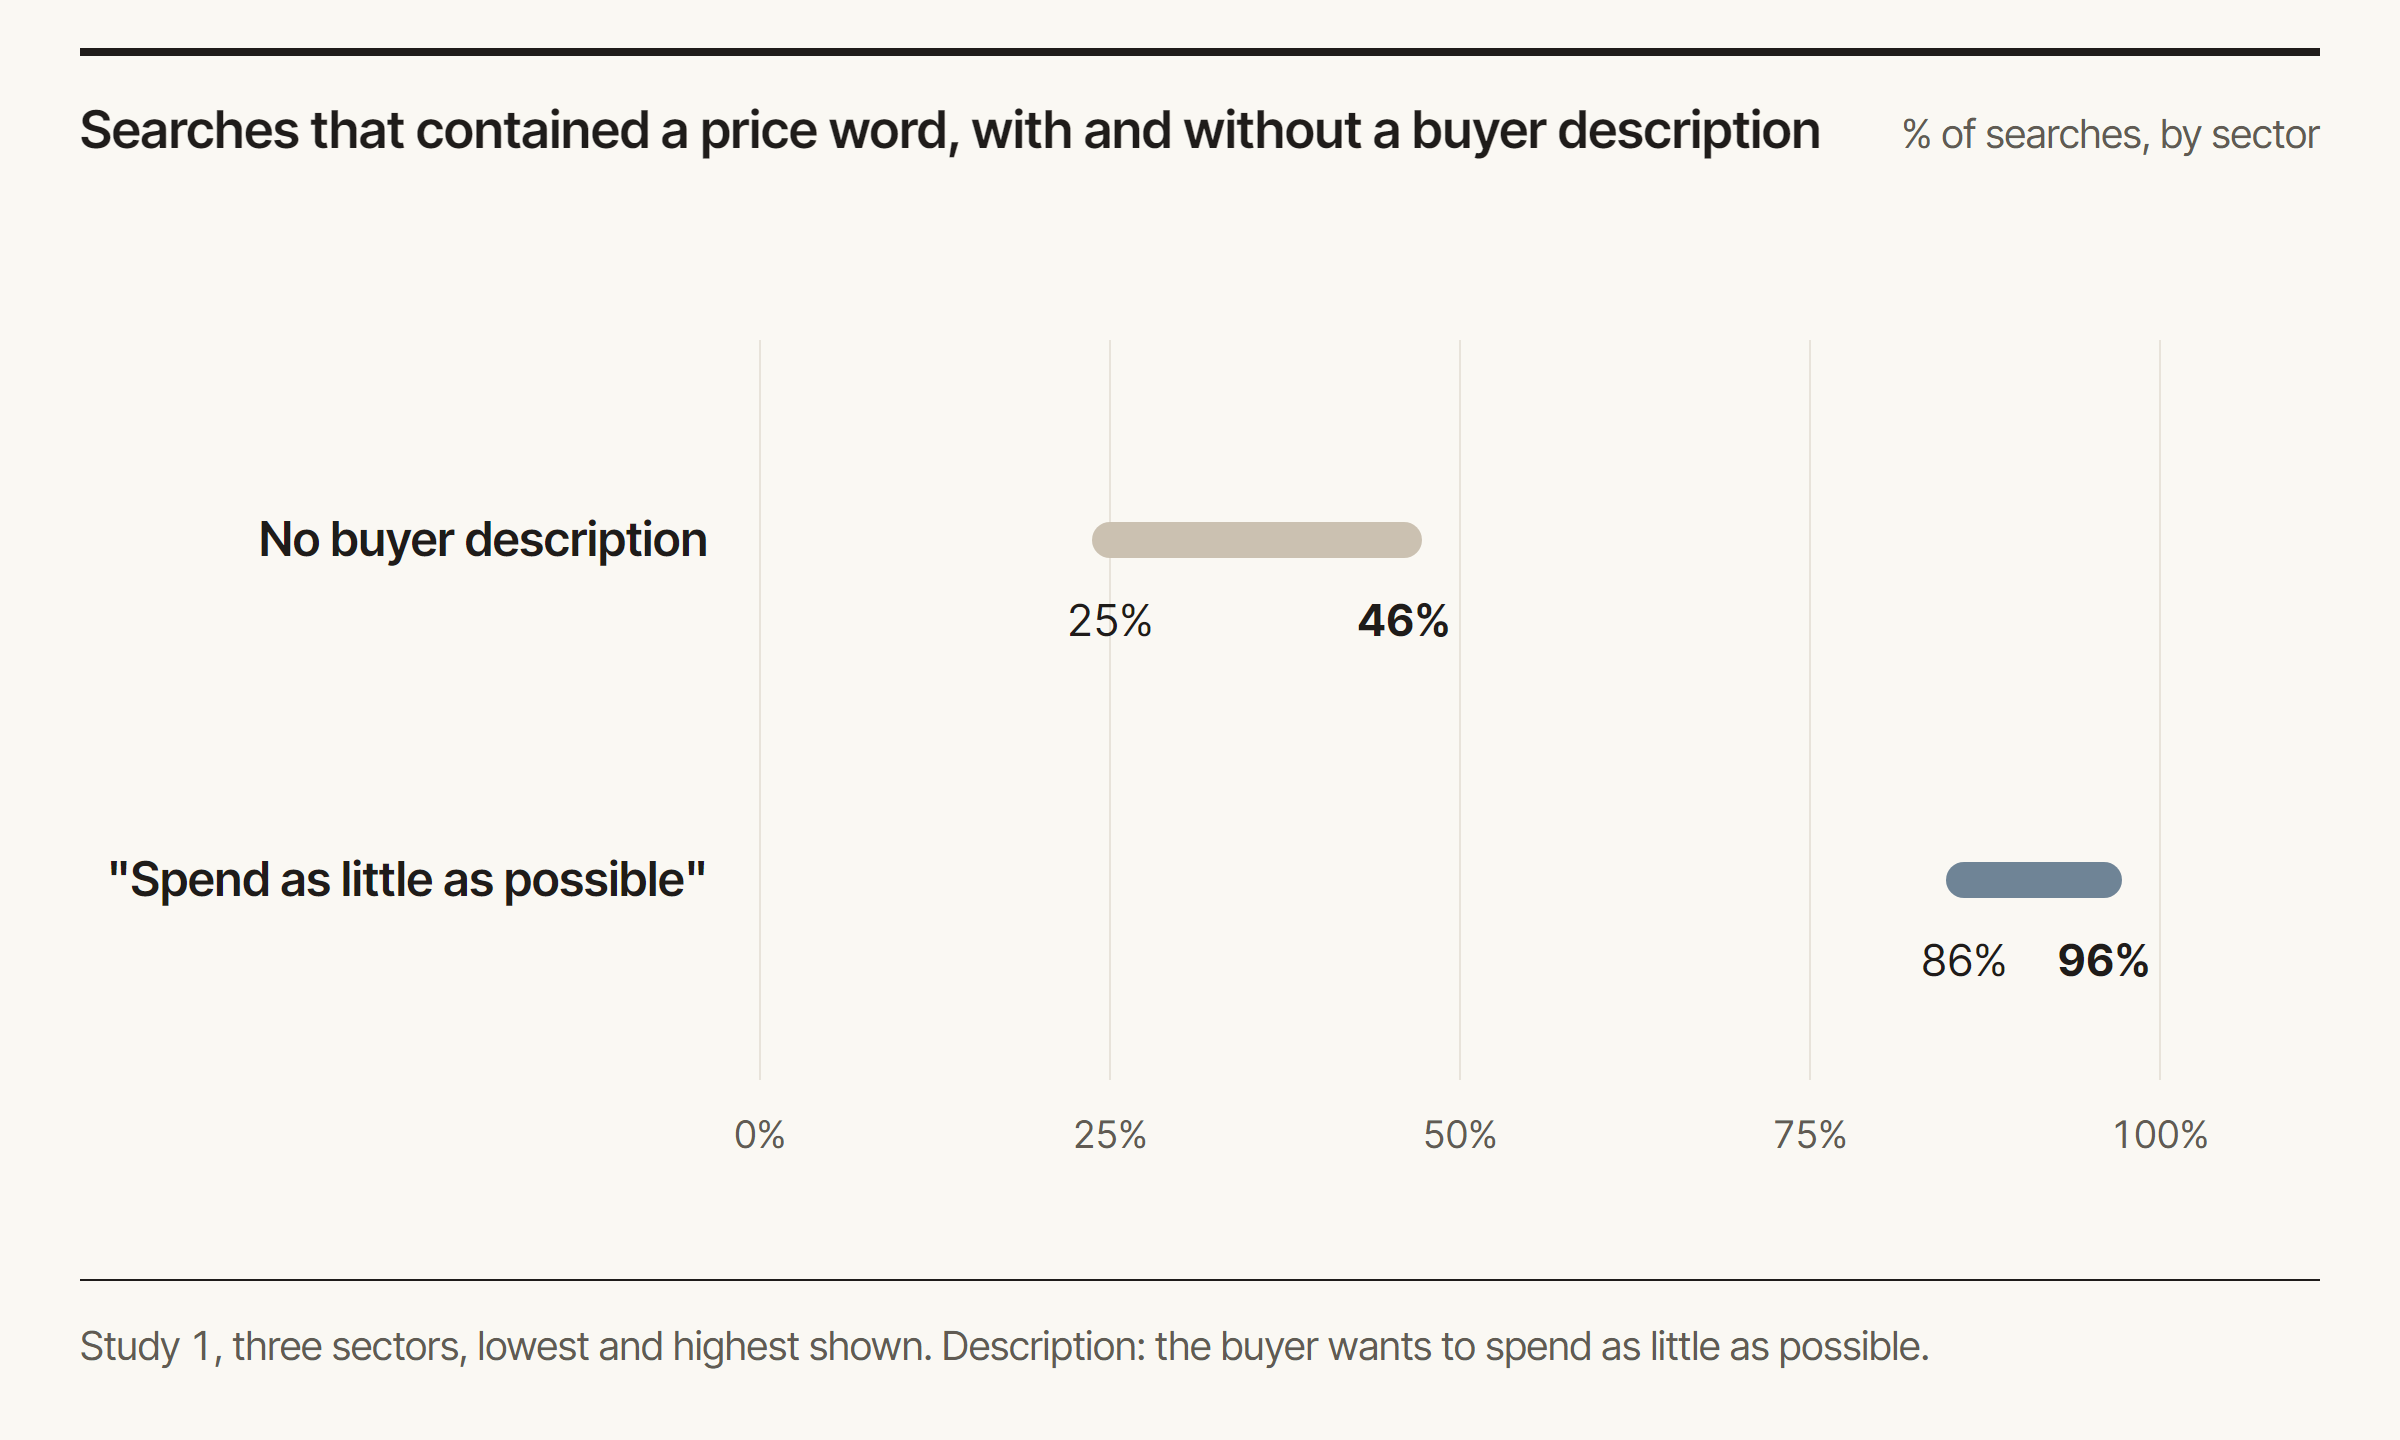 Searches that contained a price word, with and without a buyer description
% of searches, by sector
No buyer description
25% 46%
"Spend as little as possible"
86% 96%
0% 25% 50% 75% 100%
Study 1, three sectors, lowest and highest shown. Description: the buyer wants to spend as little as possible.